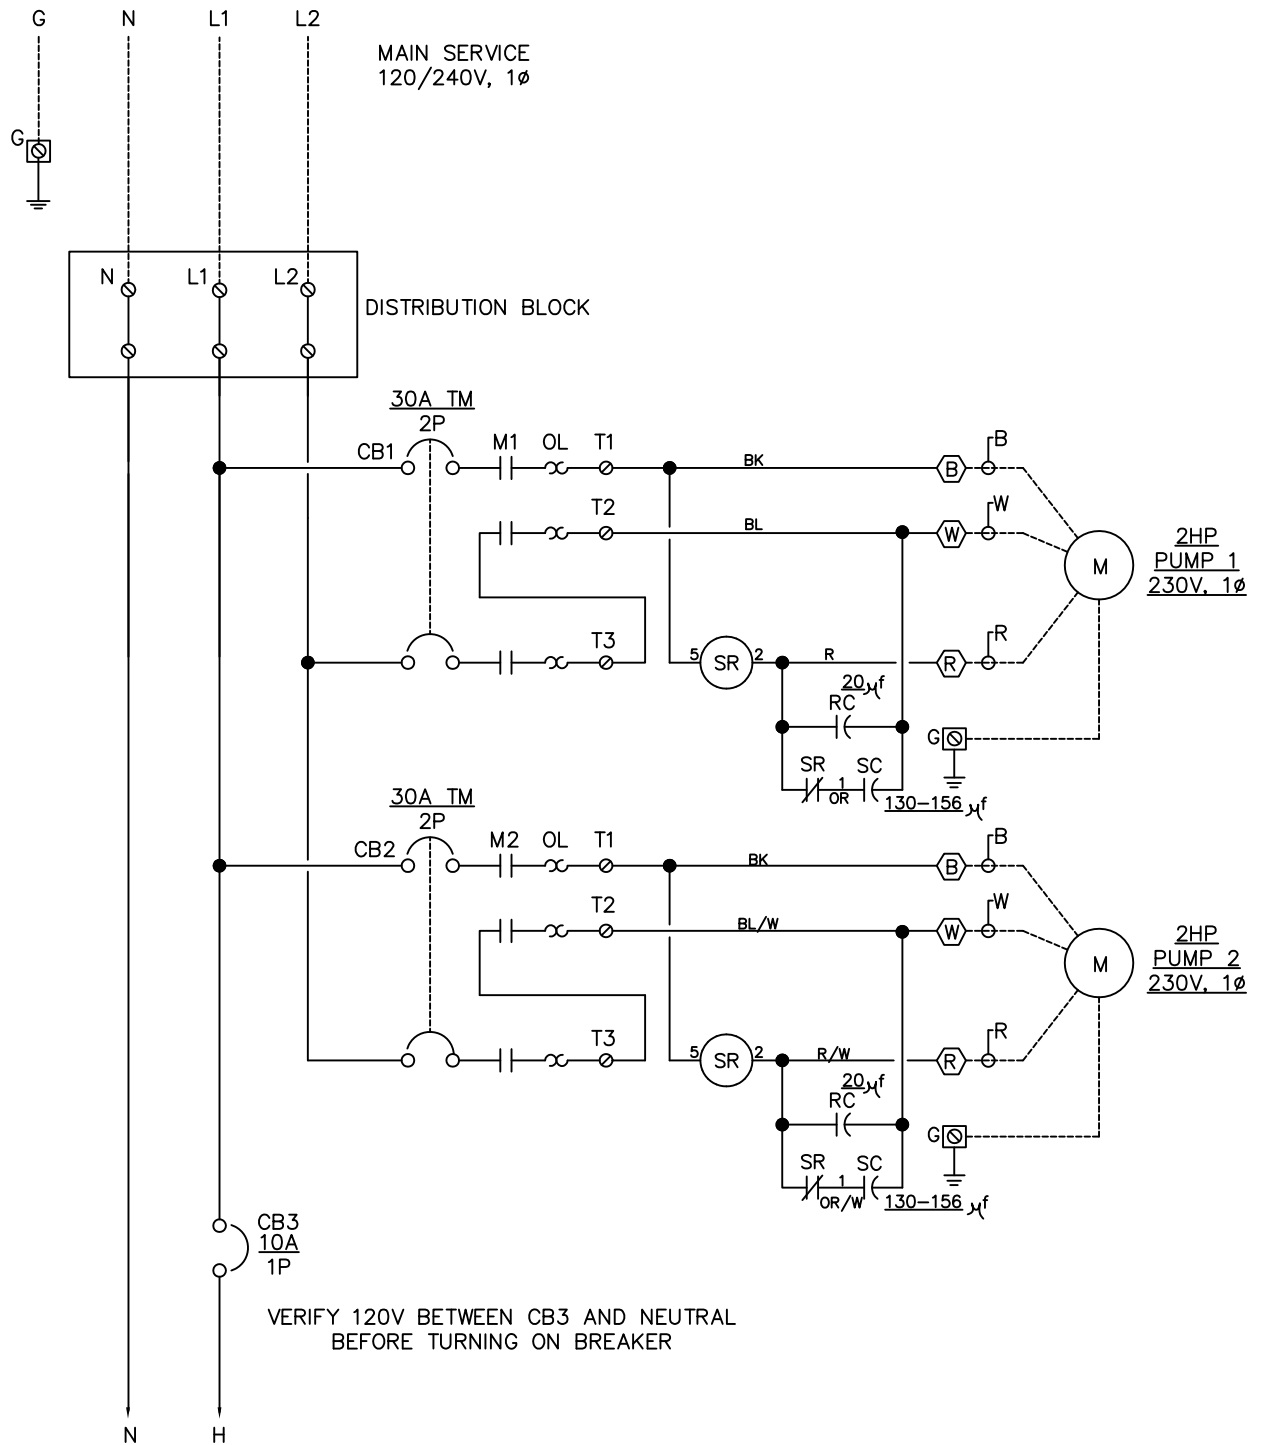 G N L1 L2
MAIN SERVICE
120/240V, 1ø
G
N L1 L2
DISTRIBUTION BLOCK
30A TM
2P
CB1 M1 OL T1 BK B B
T2 BL W W
2HP
PUMP 1
230V, 1ø
M
T3 5 SR 2 R R R
20 µf
RC
G
SR 1 SC
OR 130-156 µf
30A TM
2P
CB2 M2 OL T1 BK B B
T2 BL/W W W
2HP
PUMP 2
230V, 1ø
M
T3 5 SR 2 R/W R R
20 µf
RC
G
SR 1 SC
OR/W 130-156 µf
CB3
10A
1P
VERIFY 120V BETWEEN CB3 AND NEUTRAL
BEFORE TURNING ON BREAKER
N H